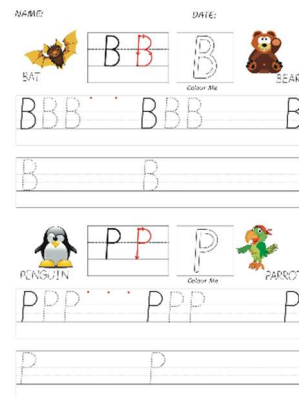 NAME: DATE:
B B B
BAT Colour Me BEAR
B B B B B B B
B B
P P P
PENGUIN Colour Me PARROT
P P P P P P P
P P